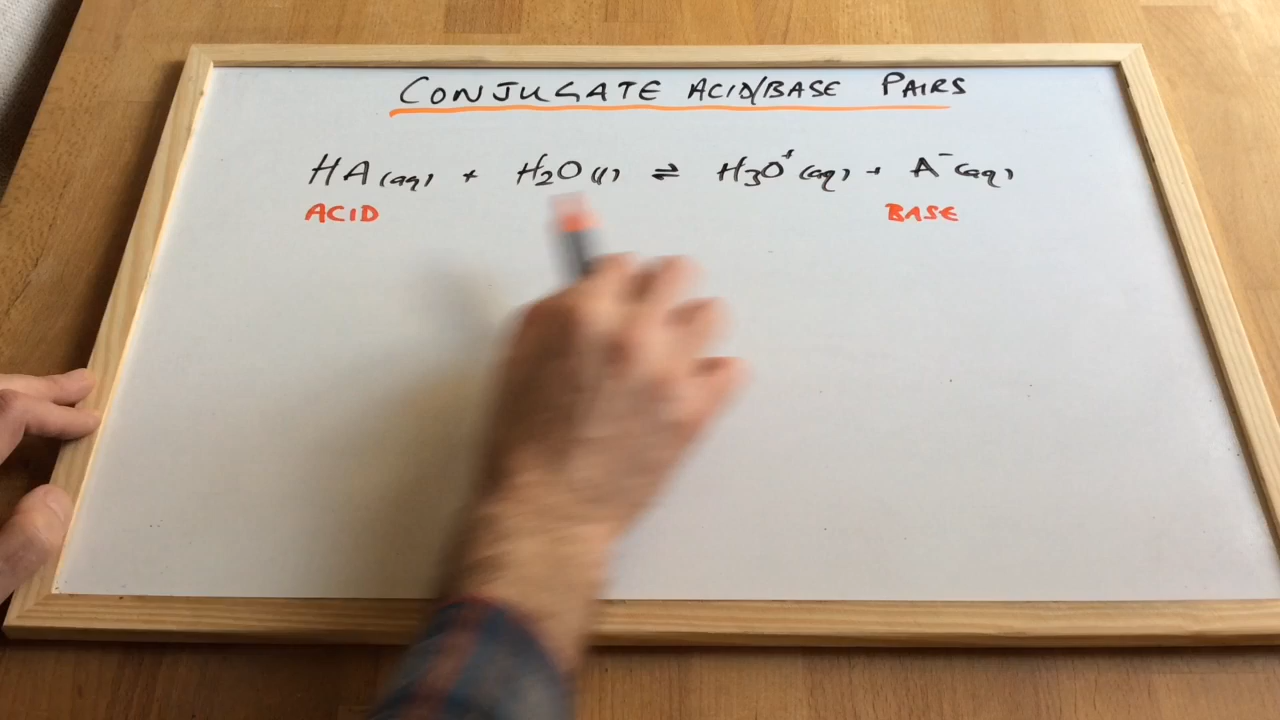 CONJUGATE ACID/BASE PAIRS
HA(aq) + H₂O(l) ⇌ H₃O⁺(aq) + A⁻(aq)
ACID BASE